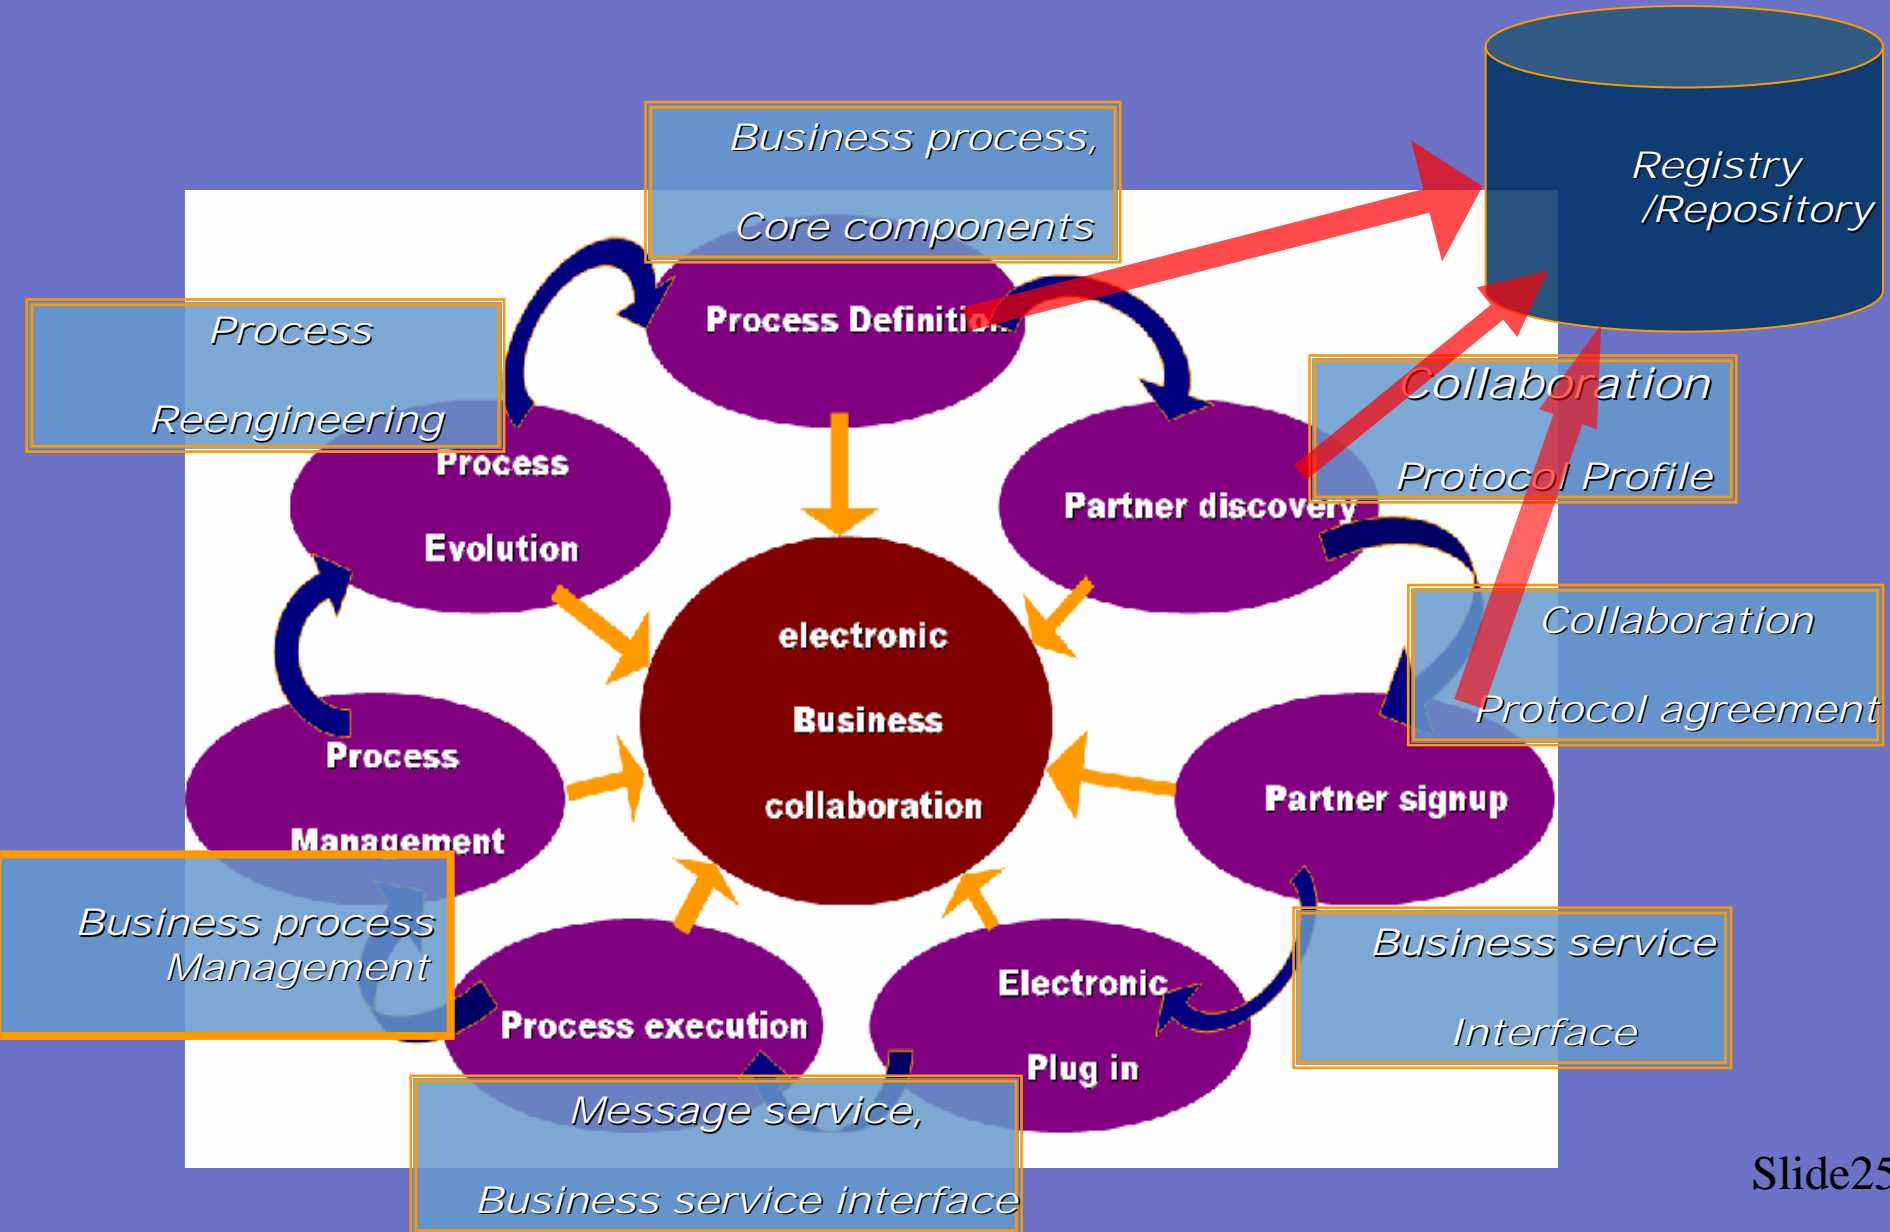 Registry
/Repository
Business process,
Core components
Process Definition
Process
Reengineering
Process
Evolution
Collaboration
Protocol Profile
Partner discovery
electronic
Business
collaboration
Collaboration
Protocol agreement
Partner signup
Process
Management
Business process
Management
Business service
Interface
Electronic
Plug in
Process execution
Message service,
Business service interface
Slide25